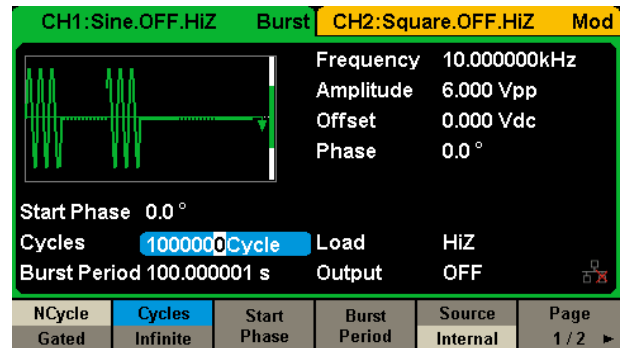 CH1:Sine.OFF.HiZ Burst CH2:Square.OFF.HiZ Mod
Frequency 10.000000kHz
Amplitude 6.000 Vpp
Offset 0.000 Vdc
Phase 0.0 °
Start Phase 0.0 °
Cycles 1000000Cycle Load HiZ
Burst Period 100.000001 s Output OFF
NCycle Cycles Start Burst Source Page
Gated Infinite Phase Period Internal 1/2 ►